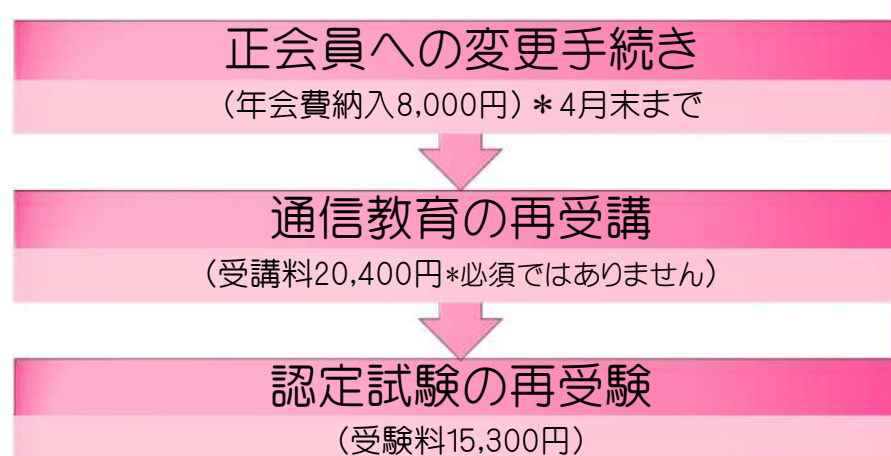 正会員への変更手続き
(年会費納入8,000円)＊4月末まで
通信教育の再受講
(受講料20,400円*必須ではありません)
認定試験の再受験
(受験料15,300円)